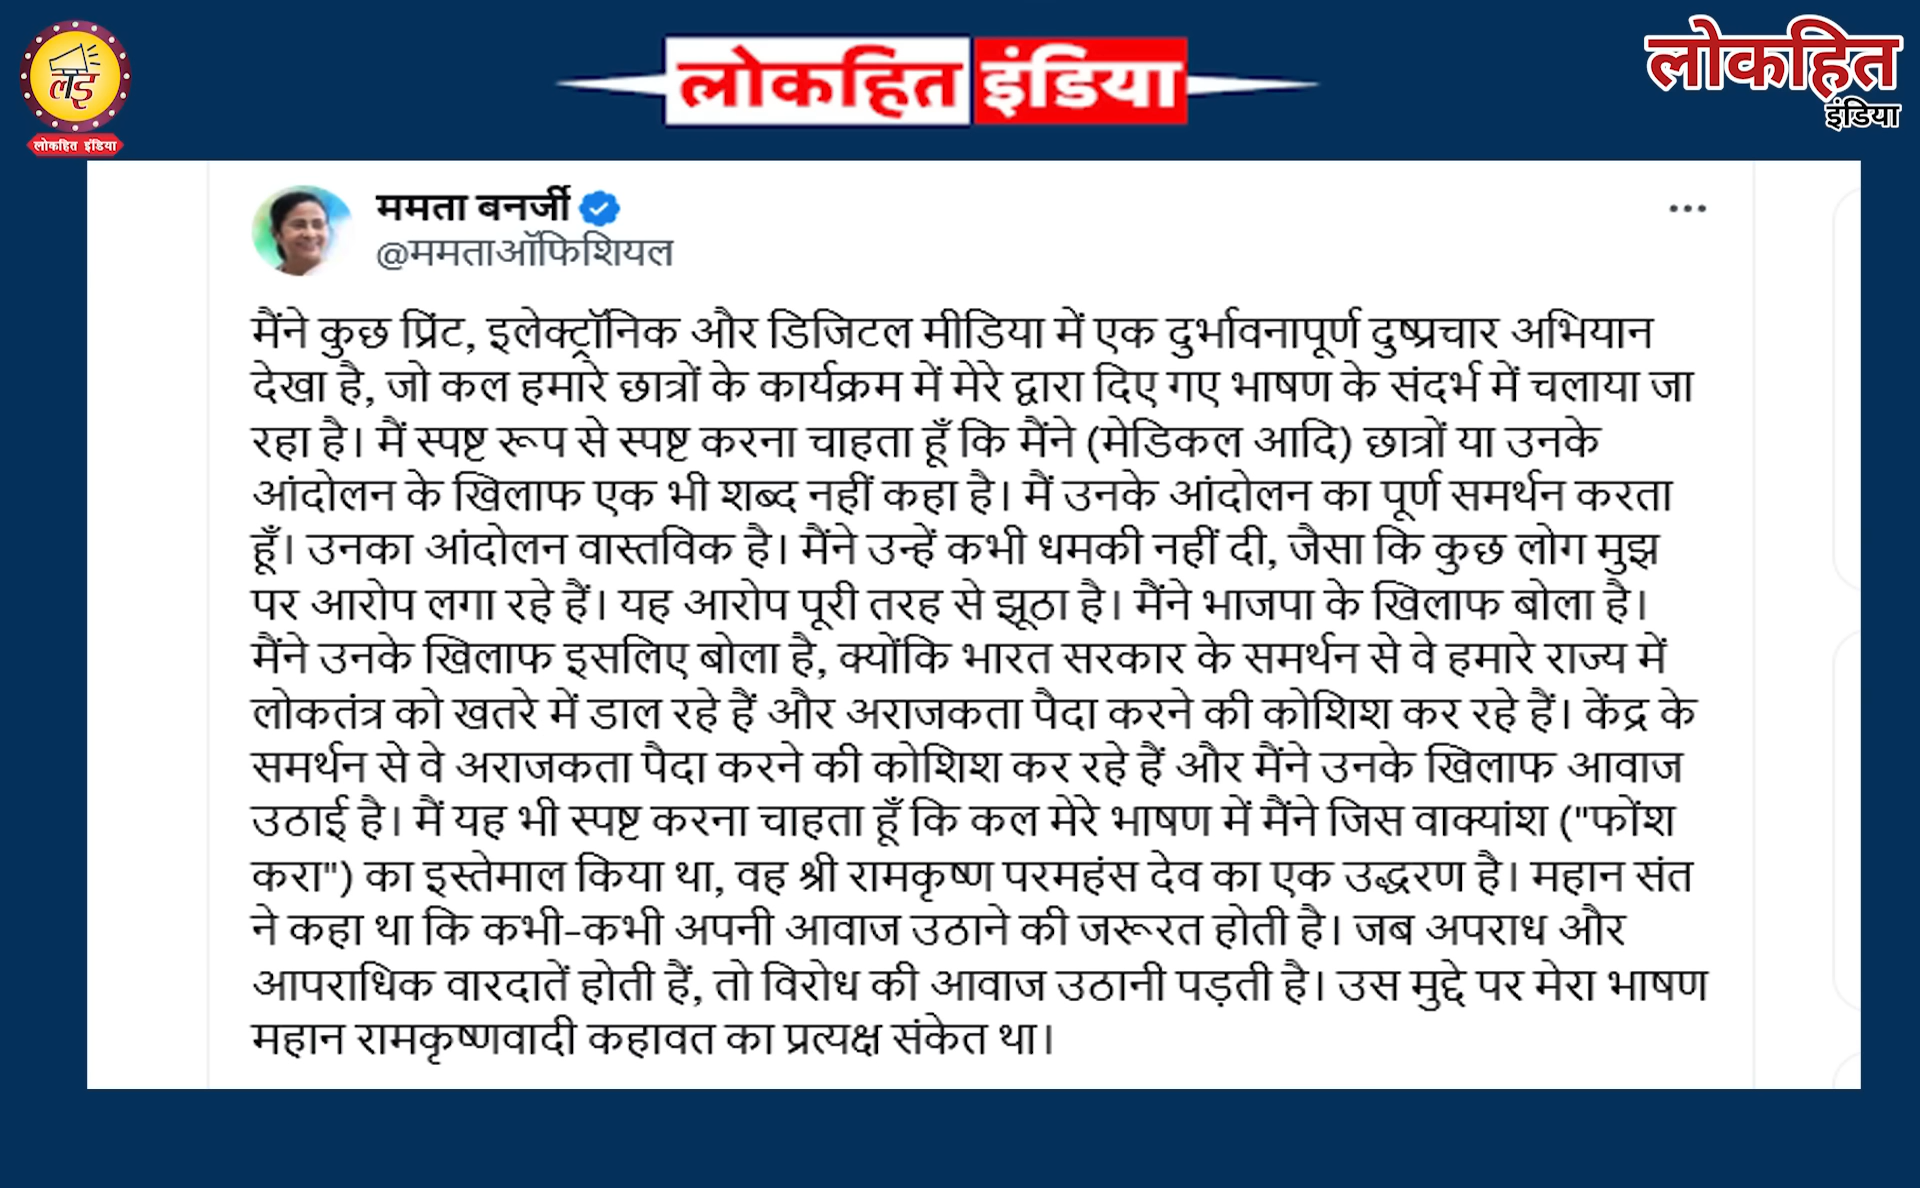 लोकहित इंडिया
लोकहित
इंडिया
लइ
लोकहित इंडिया
ममता बनर्जी
@ममताऑफिशियल
मैंने कुछ प्रिंट, इलेक्ट्रॉनिक और डिजिटल मीडिया में एक दुर्भावनापूर्ण दुष्प्रचार अभियान
देखा है, जो कल हमारे छात्रों के कार्यक्रम में मेरे द्वारा दिए गए भाषण के संदर्भ में चलाया जा
रहा है। मैं स्पष्ट रूप से स्पष्ट करना चाहता हूँ कि मैंने (मेडिकल आदि) छात्रों या उनके
आंदोलन के खिलाफ एक भी शब्द नहीं कहा है। मैं उनके आंदोलन का पूर्ण समर्थन करता
हूँ। उनका आंदोलन वास्तविक है। मैंने उन्हें कभी धमकी नहीं दी, जैसा कि कुछ लोग मुझ
पर आरोप लगा रहे हैं। यह आरोप पूरी तरह से झूठा है। मैंने भाजपा के खिलाफ बोला है।
मैंने उनके खिलाफ इसलिए बोला है, क्योंकि भारत सरकार के समर्थन से वे हमारे राज्य में
लोकतंत्र को खतरे में डाल रहे हैं और अराजकता पैदा करने की कोशिश कर रहे हैं। केंद्र के
समर्थन से वे अराजकता पैदा करने की कोशिश कर रहे हैं और मैंने उनके खिलाफ आवाज
उठाई है। मैं यह भी स्पष्ट करना चाहता हूँ कि कल मेरे भाषण में मैंने जिस वाक्यांश ("फोंश
करा") का इस्तेमाल किया था, वह श्री रामकृष्ण परमहंस देव का एक उद्धरण है। महान संत
ने कहा था कि कभी-कभी अपनी आवाज उठाने की जरूरत होती है। जब अपराध और
आपराधिक वारदातें होती हैं, तो विरोध की आवाज उठानी पड़ती है। उस मुद्दे पर मेरा भाषण
महान रामकृष्णवादी कहावत का प्रत्यक्ष संकेत था।